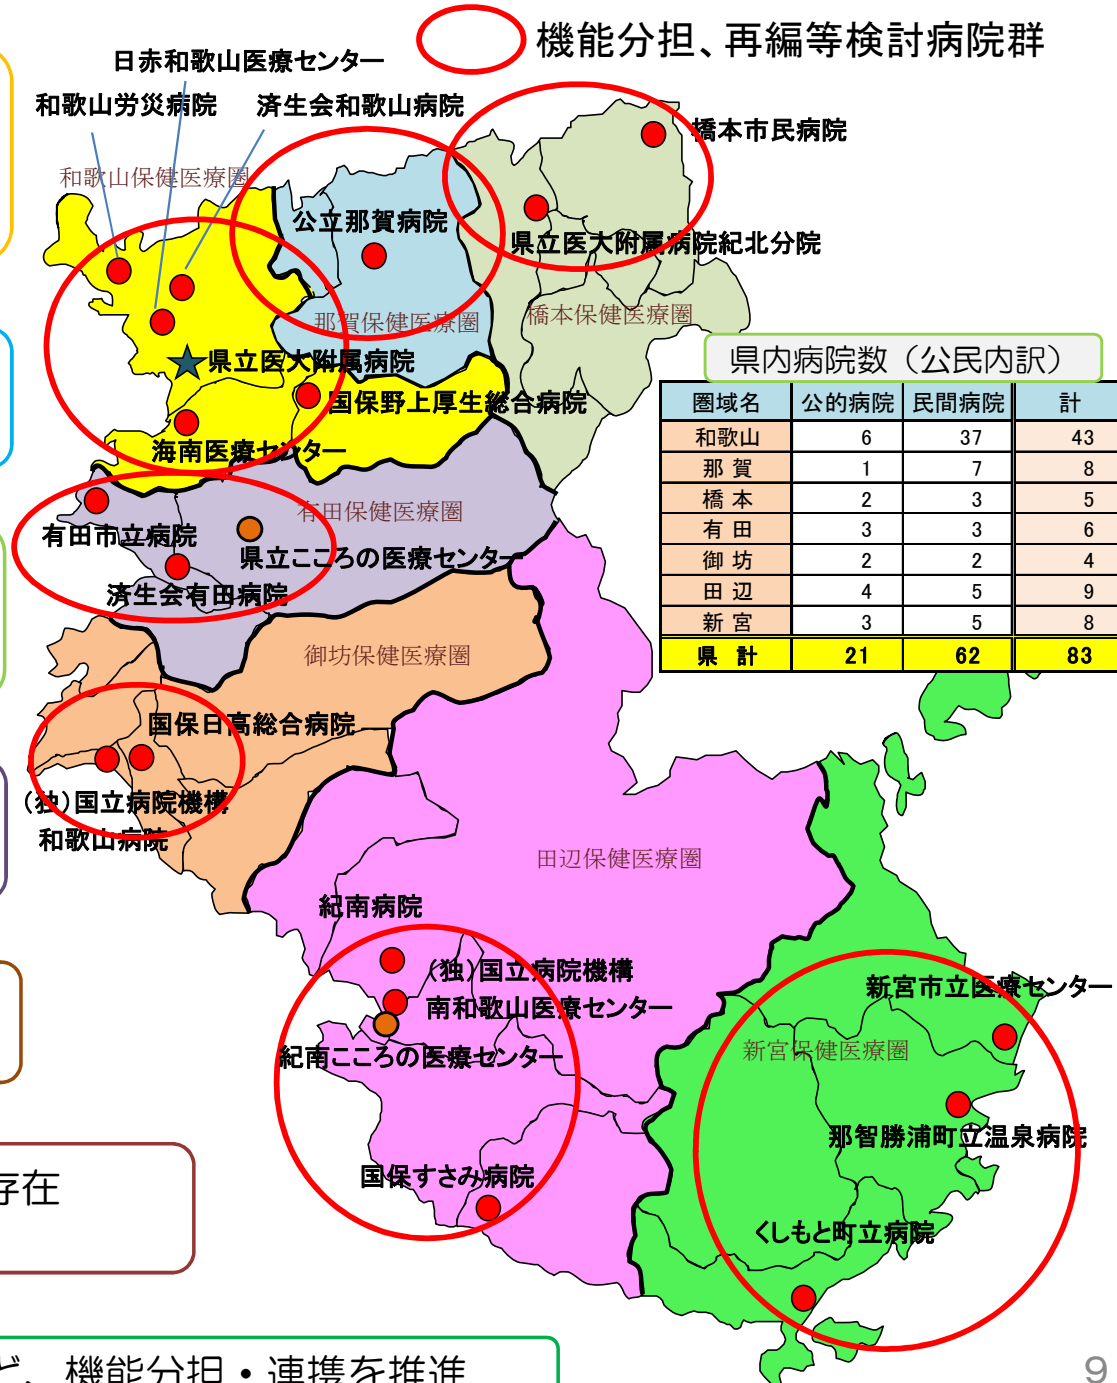 機能分担、再編等検討病院群
日赤和歌山医療センター
和歌山労災病院
済生会和歌山病院
橋本市民病院
和歌山保健医療圏
公立那賀病院
県立医大附属病院紀北分院
那賀保健医療圏
橋本保健医療圏
県立医大附属病院
国保野上厚生総合病院
海南医療センター
県内病院数（公民内訳）
圏域名 公的病院 民間病院 計
和歌山 6 37 43
那賀 1 7 8
橋本 2 3 5
有田 3 3 6
御坊 2 2 4
田辺 4 5 9
新宮 3 5 8
県計 21 62 83
有田保健医療圏
有田市立病院
県立こころの医療センター
済生会有田病院
御坊保健医療圏
国保日高総合病院
（独）国立病院機構
和歌山病院
田辺保健医療圏
紀南病院
（独）国立病院機構
南和歌山医療センター
紀南こころの医療センター
国保すさみ病院
新宮市立医療センター
新宮保健医療圏
那智勝浦町立温泉病院
くしもと町立病院
存在
ど、機能分担・連携を推進
9